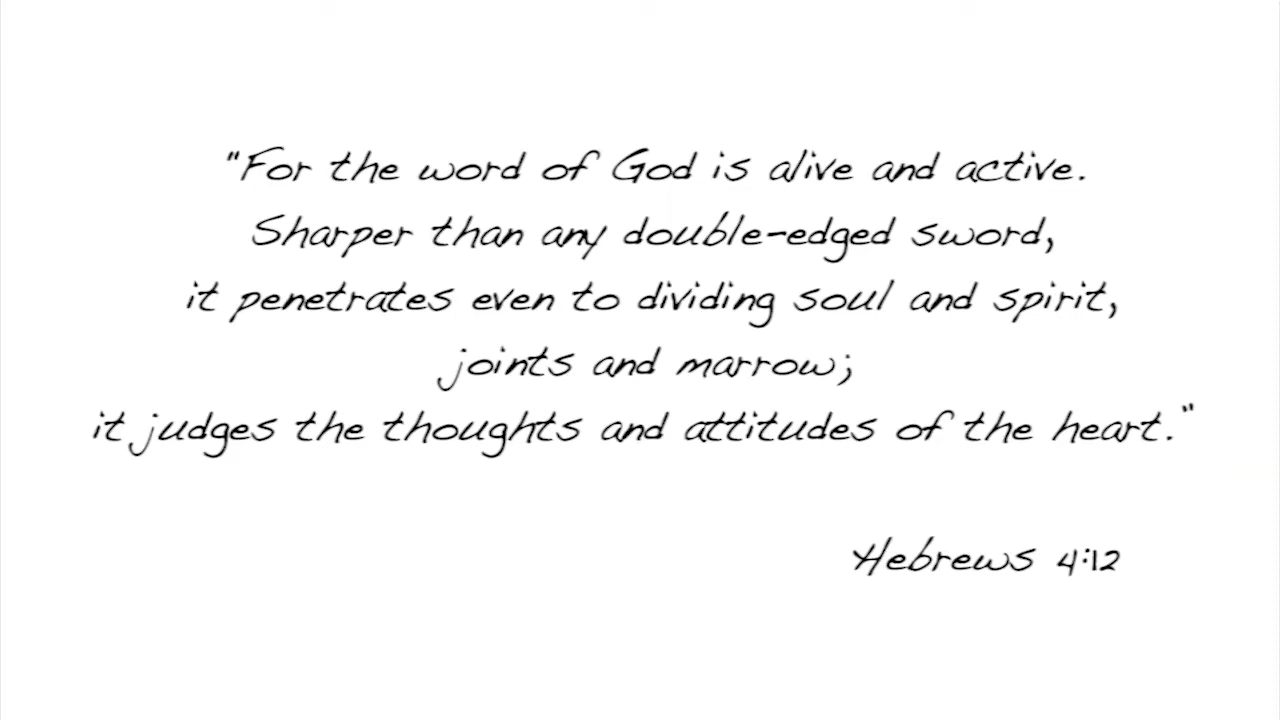 "For the word of God is alive and active.
Sharper than any double-edged sword,
it penetrates even to dividing soul and spirit,
joints and marrow;
it judges the thoughts and attitudes of the heart."
Hebrews 4:12